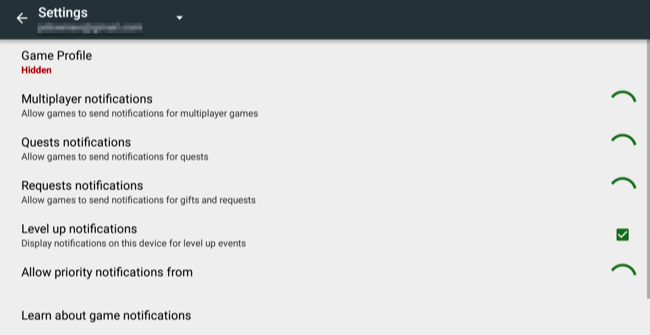 Settings
Game Profile
Hidden
Multiplayer notifications
Allow games to send notifications for multiplayer games
Quests notifications
Allow games to send notifications for quests
Requests notifications
Allow games to send notifications for gifts and requests
Level up notifications
Display notifications on this device for level up events
Allow priority notifications from
Learn about game notifications